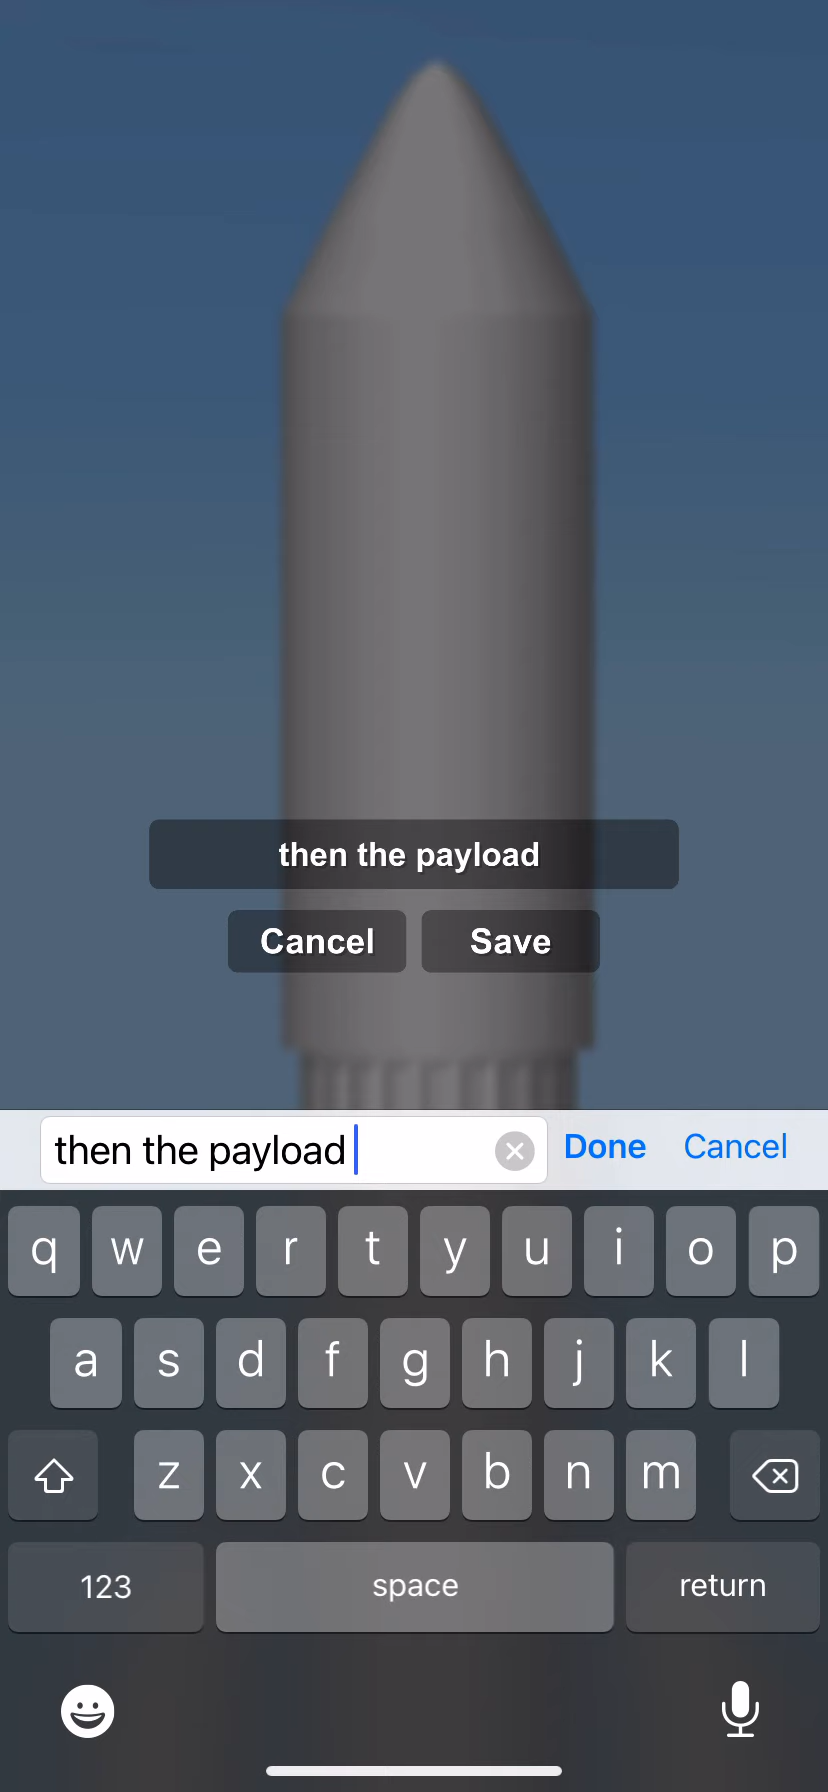 then the payload
Cancel Save
then the payload
Done Cancel
q w e r t y u i o p
a s d f g h j k l
z x c v b n m
123 space return